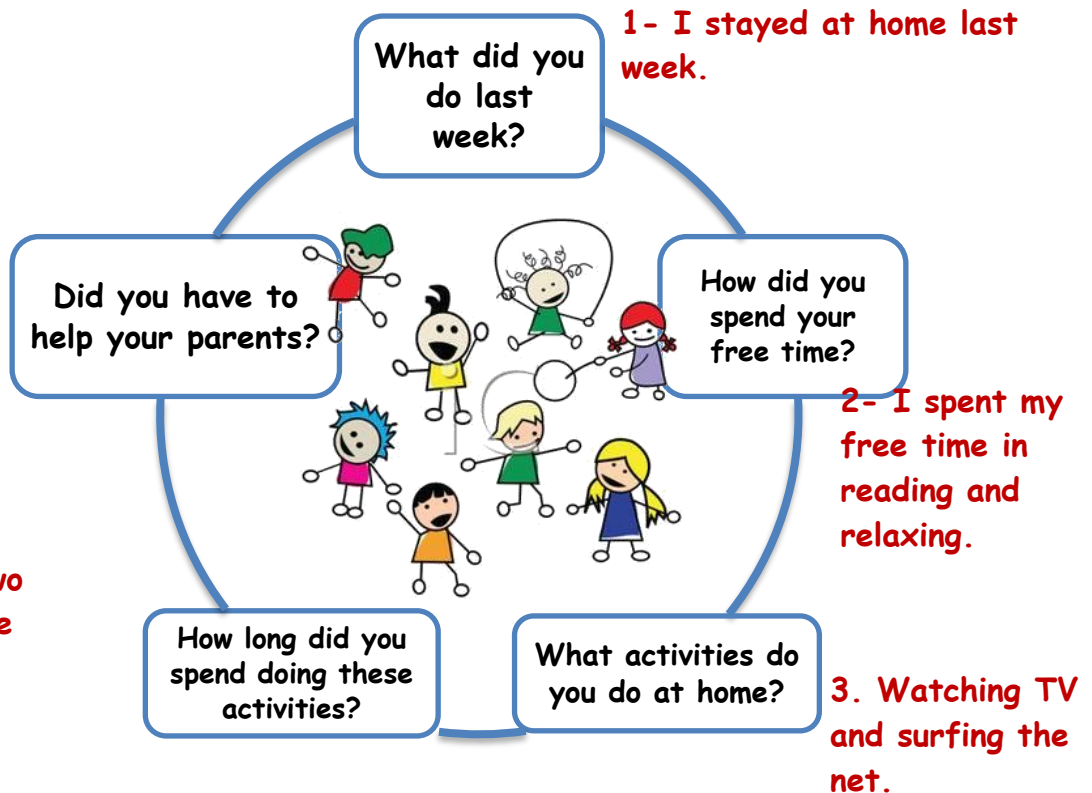 What did you
do last
week?
1- I stayed at home last
week.
How did you
spend your
free time?
2- I spent my
free time in
reading and
relaxing.
What activities do
you do at home?
3. Watching TV
and surfing the
net.
How long did you
spend doing these
activities?
Did you have to
help your parents?